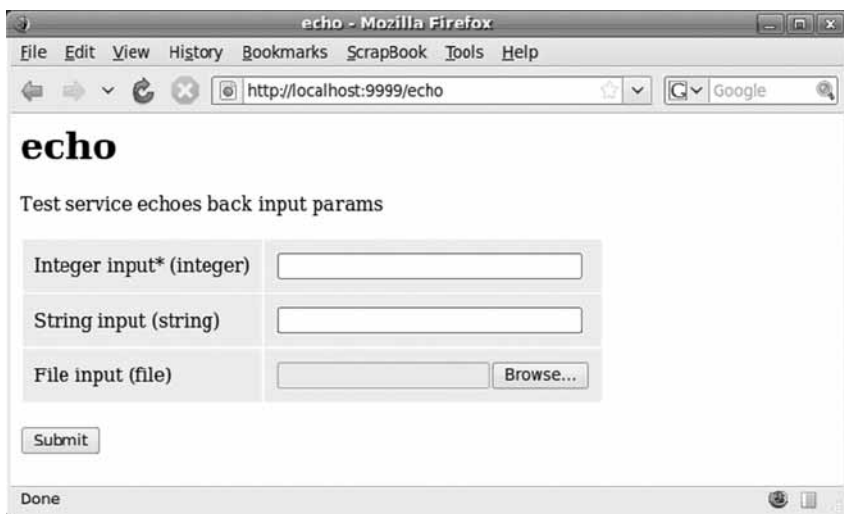 echo - Mozilla Firefox
File Edit View History Bookmarks ScrapBook Tools Help
http://localhost:9999/echo
G Google
echo
Test service echoes back input params
Integer input* (integer)
String input (string)
File input (file) Browse...
Submit
Done